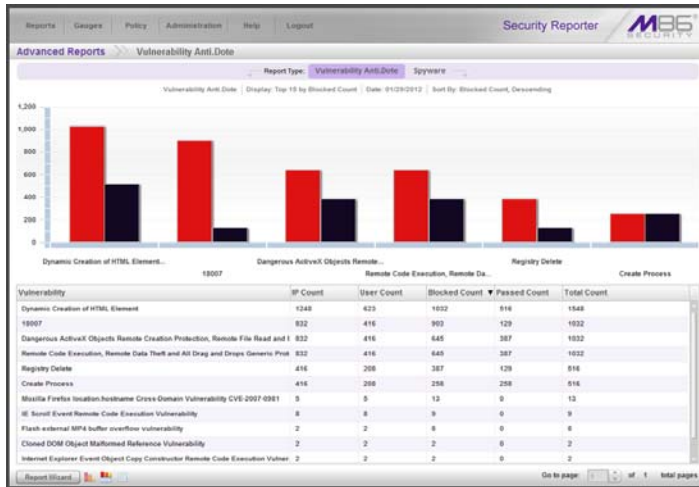 Reports Gauges Policy Administration Help Logout
Security Reporter
M86 SECURITY
Advanced Reports Vulnerability Anti.Dote
Report Type: Vulnerability Anti.Dote Spyware
Vulnerability Anti.Dote Display: Top 15 by Blocked Count Date: 01/29/2012 Sort By: Blocked Count, Descending
1,200
1,000
800
600
400
200
0
Dynamic Creation of HTML Element...
18007
Dangerous ActiveX Objects Remote...
Remote Code Execution, Remote Da...
Registry Delete
Create Process
Vulnerability IP Count User Count Blocked Count ▼ Passed Count Total Count
Dynamic Creation of HTML Element 1248 623 1032 516 1548
18007 832 416 903 129 1032
Dangerous ActiveX Objects Remote Creation Protection, Remote File Read and E 832 416 645 387 1032
Remote Code Execution, Remote Data Theft and All Drag and Drops Generic Prot 832 416 645 387 1032
Registry Delete 416 208 387 129 516
Create Process 416 208 258 258 516
Mozilla Firefox location.hostname Cross-Domain Vulnerability CVE-2007-0981 5 5 13 0 13
IE Scroll Event Remote Code Execution Vulnerability 8 8 9 0 9
Flash external MP4 buffer overflow vulnerability 2 2 6 0 6
Cloned DOM Object Malformed Reference Vulnerability 2 2 2 0 2
Internet Explorer Event Object Copy Constructor Remote Code Execution Vulner 2 2 2 0 2
Report Wizard
Go to page: of 1 total pages